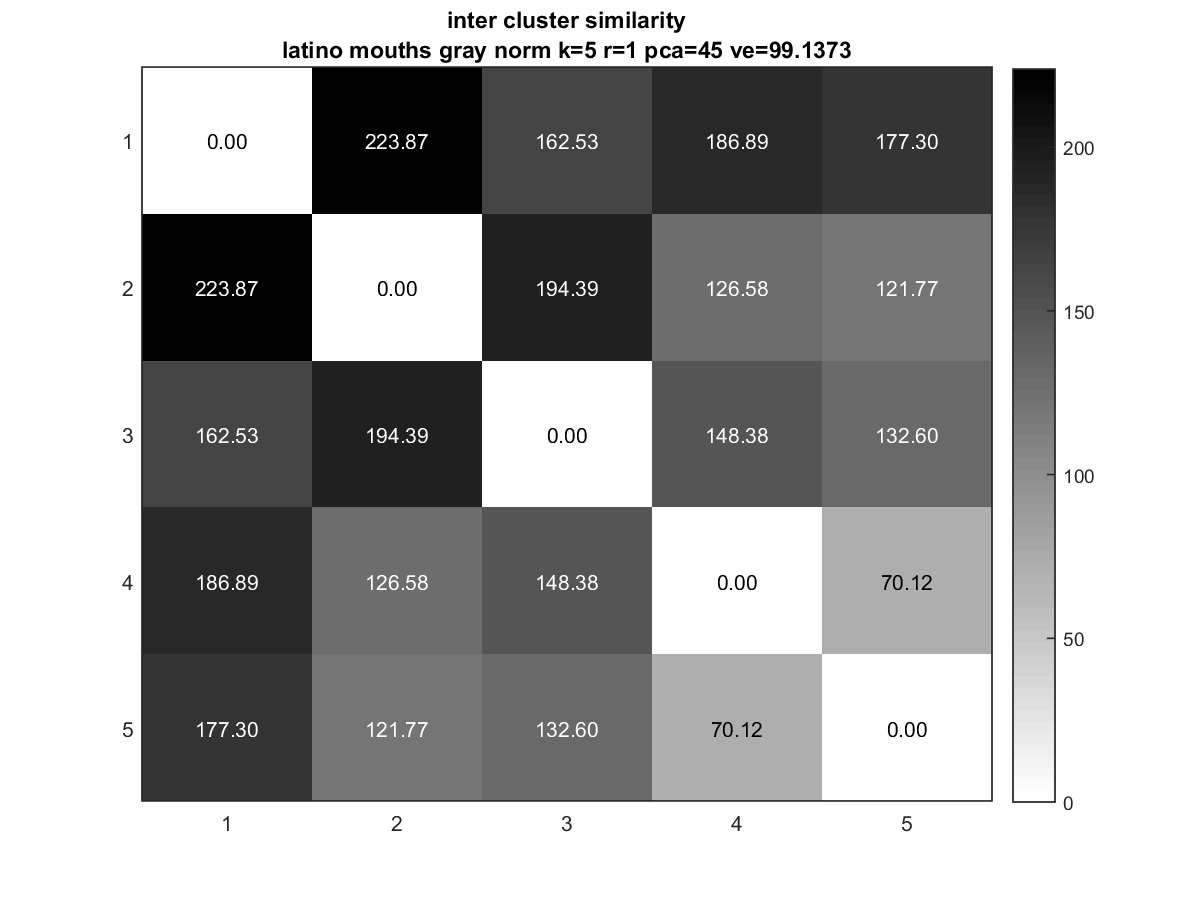 inter cluster similarity
latino mouths gray norm k=5 r=1 pca=45 ve=99.1373
1 0.00 223.87 162.53 186.89 177.30
2 223.87 0.00 194.39 126.58 121.77
3 162.53 194.39 0.00 148.38 132.60
4 186.89 126.58 148.38 0.00 70.12
5 177.30 121.77 132.60 70.12 0.00
1 2 3 4 5
200
150
100
50
0